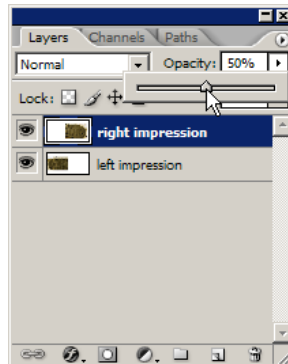 Layers Channels Paths
Normal Opacity: 50%
Lock:
right impression
left impression